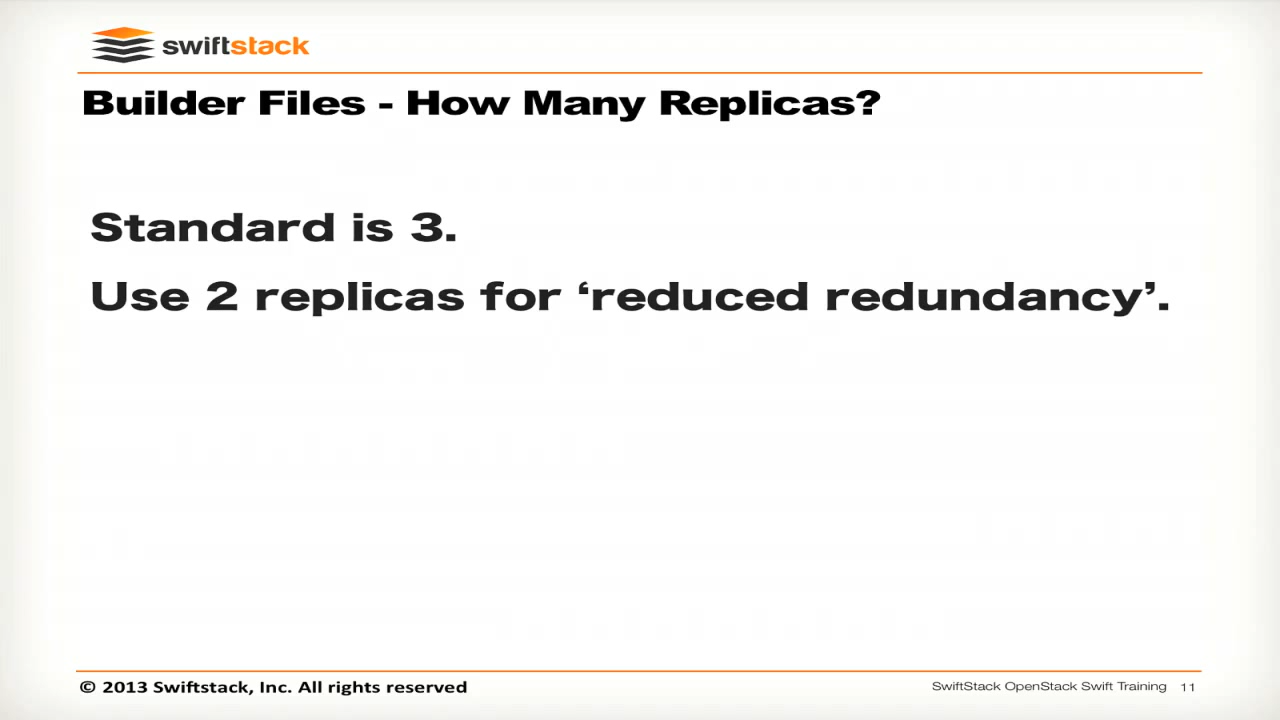 swiftstack
Builder Files - How Many Replicas?
Standard is 3.
Use 2 replicas for ‘reduced redundancy’.
© 2013 Swiftstack, Inc. All rights reserved
SwiftStack OpenStack Swift Training 11